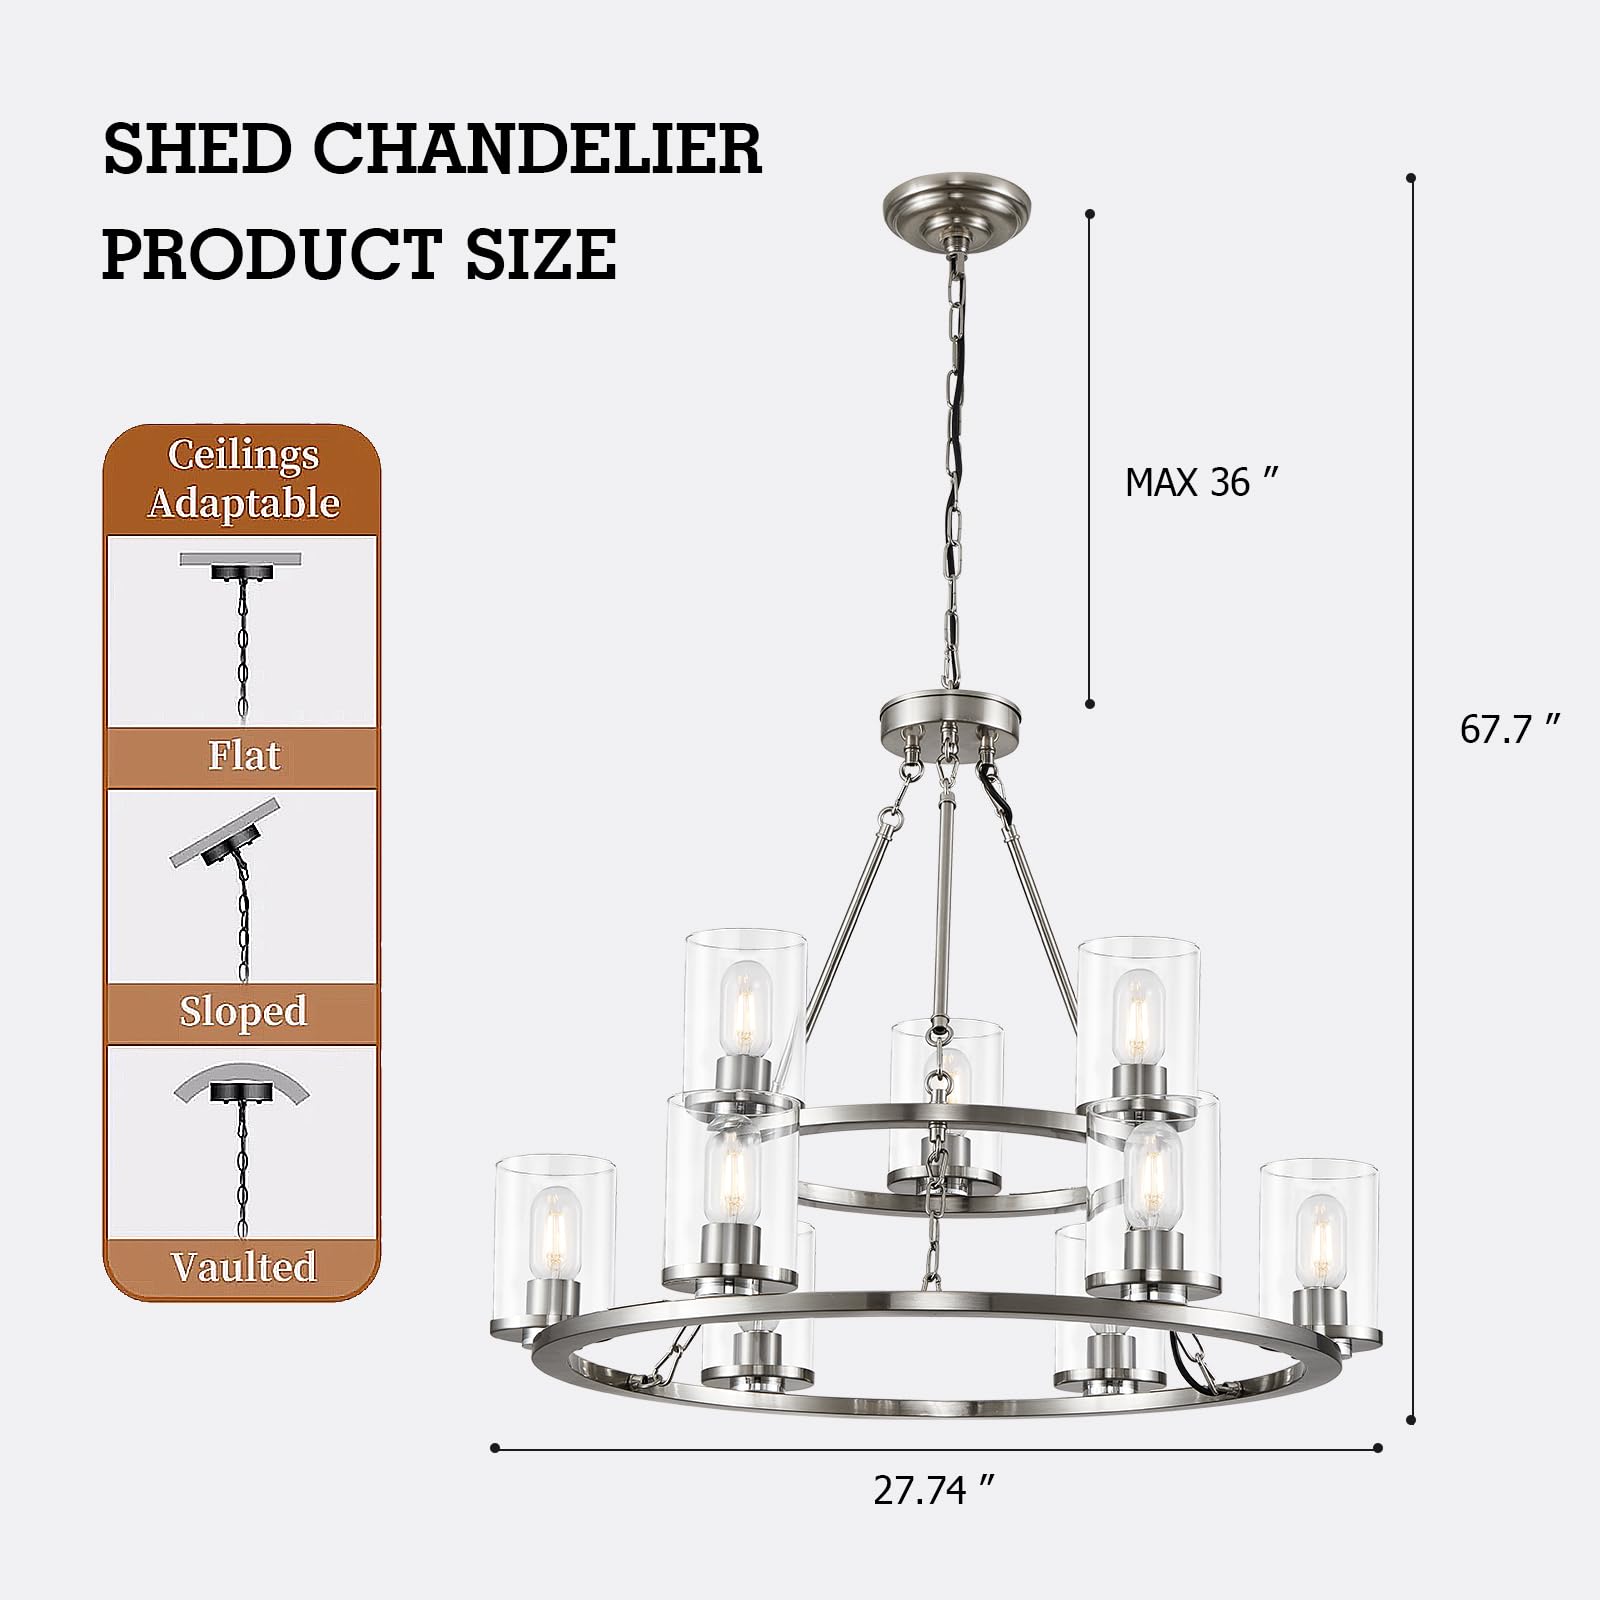 SHED CHANDELIER
PRODUCT SIZE
Ceilings
Adaptable
Flat
Sloped
Vaulted
MAX 36 ″
67.7 ″
27.74 ″